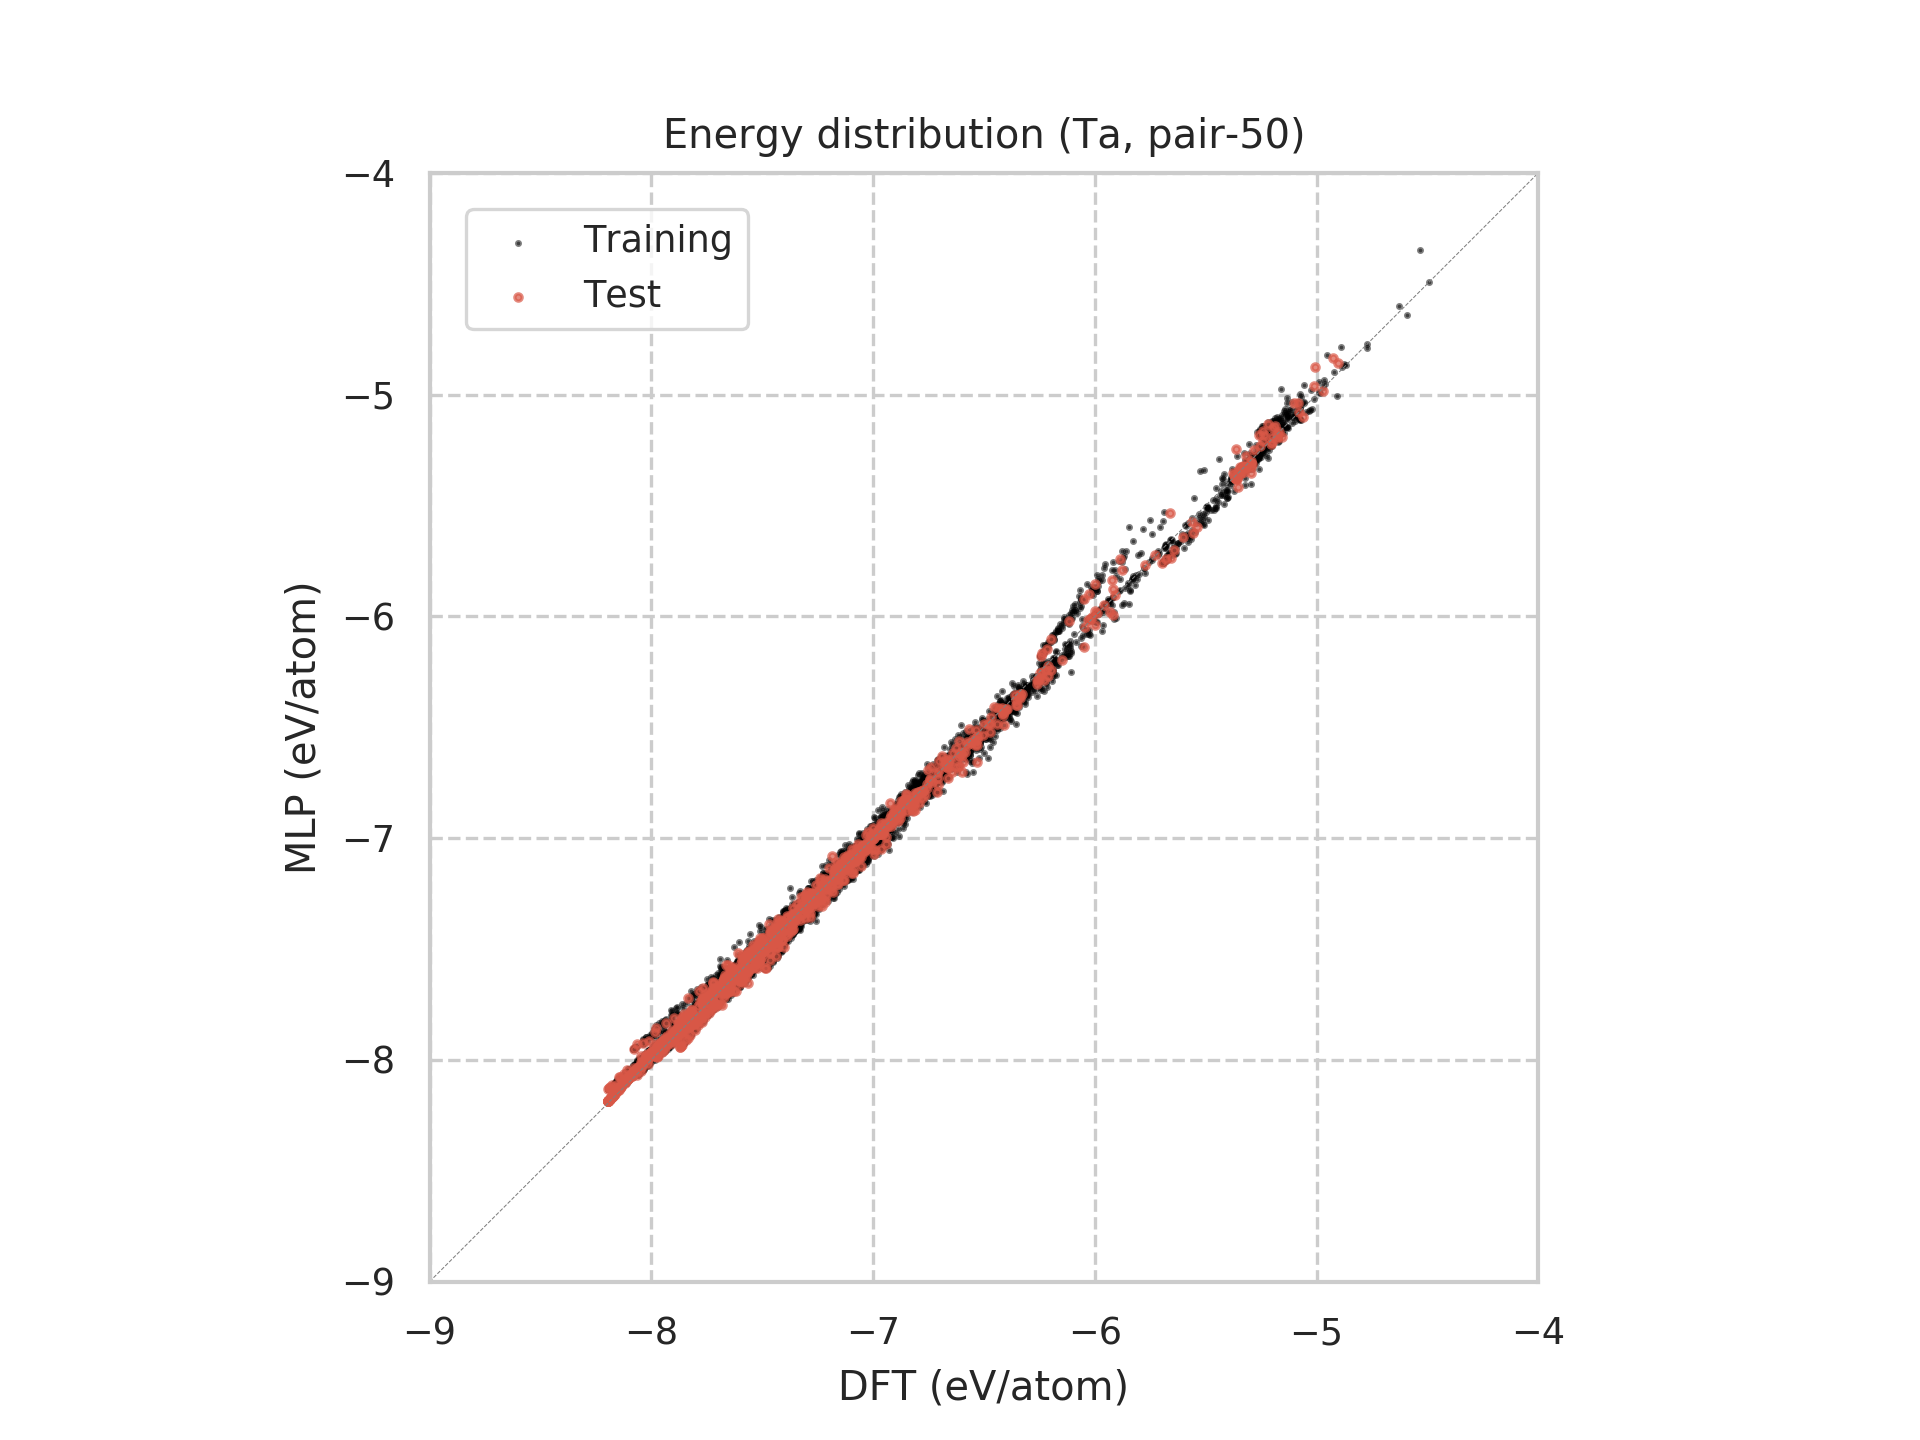 Energy distribution (Ta, pair-50)
−4
Training
Test
−5
−6
MLP (eV/atom)
−7
−8
−9
−9 −8 −7 −6 −5 −4
DFT (eV/atom)